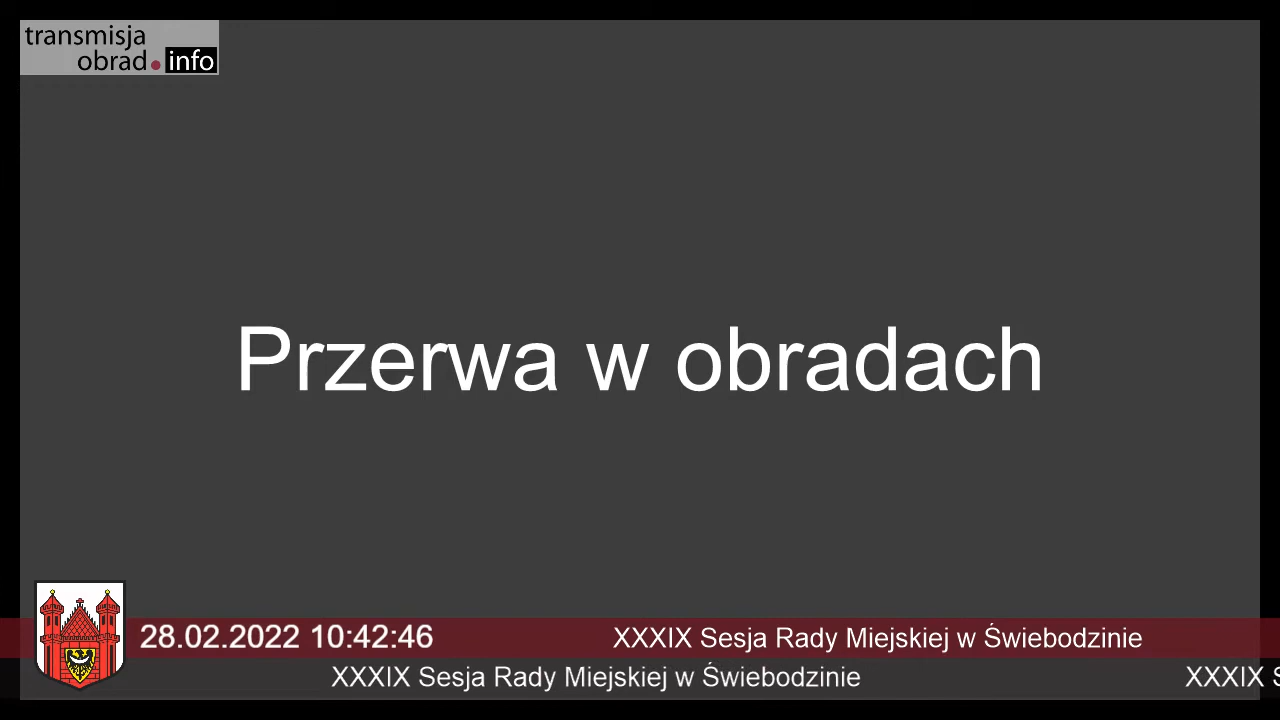 transmisja
obrad.info
Przerwa w obradach
28.02.2022 10:42:46 XXXIX Sesja Rady Miejskiej w Świebodzinie
XXXIX Sesja Rady Miejskiej w Świebodzinie XXXIX S